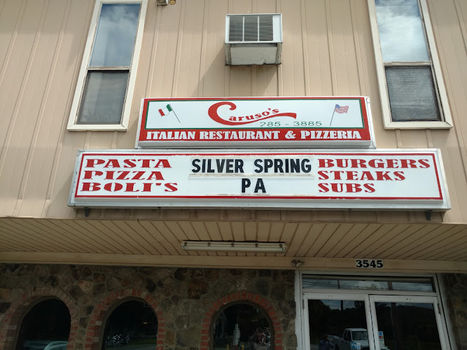 Caruso's
285-3885
ITALIAN RESTAURANT & PIZZERIA
PASTA
PIZZA
BOLI'S
SILVER SPRING
PA
BURGERS
STEAKS
SUBS
3545